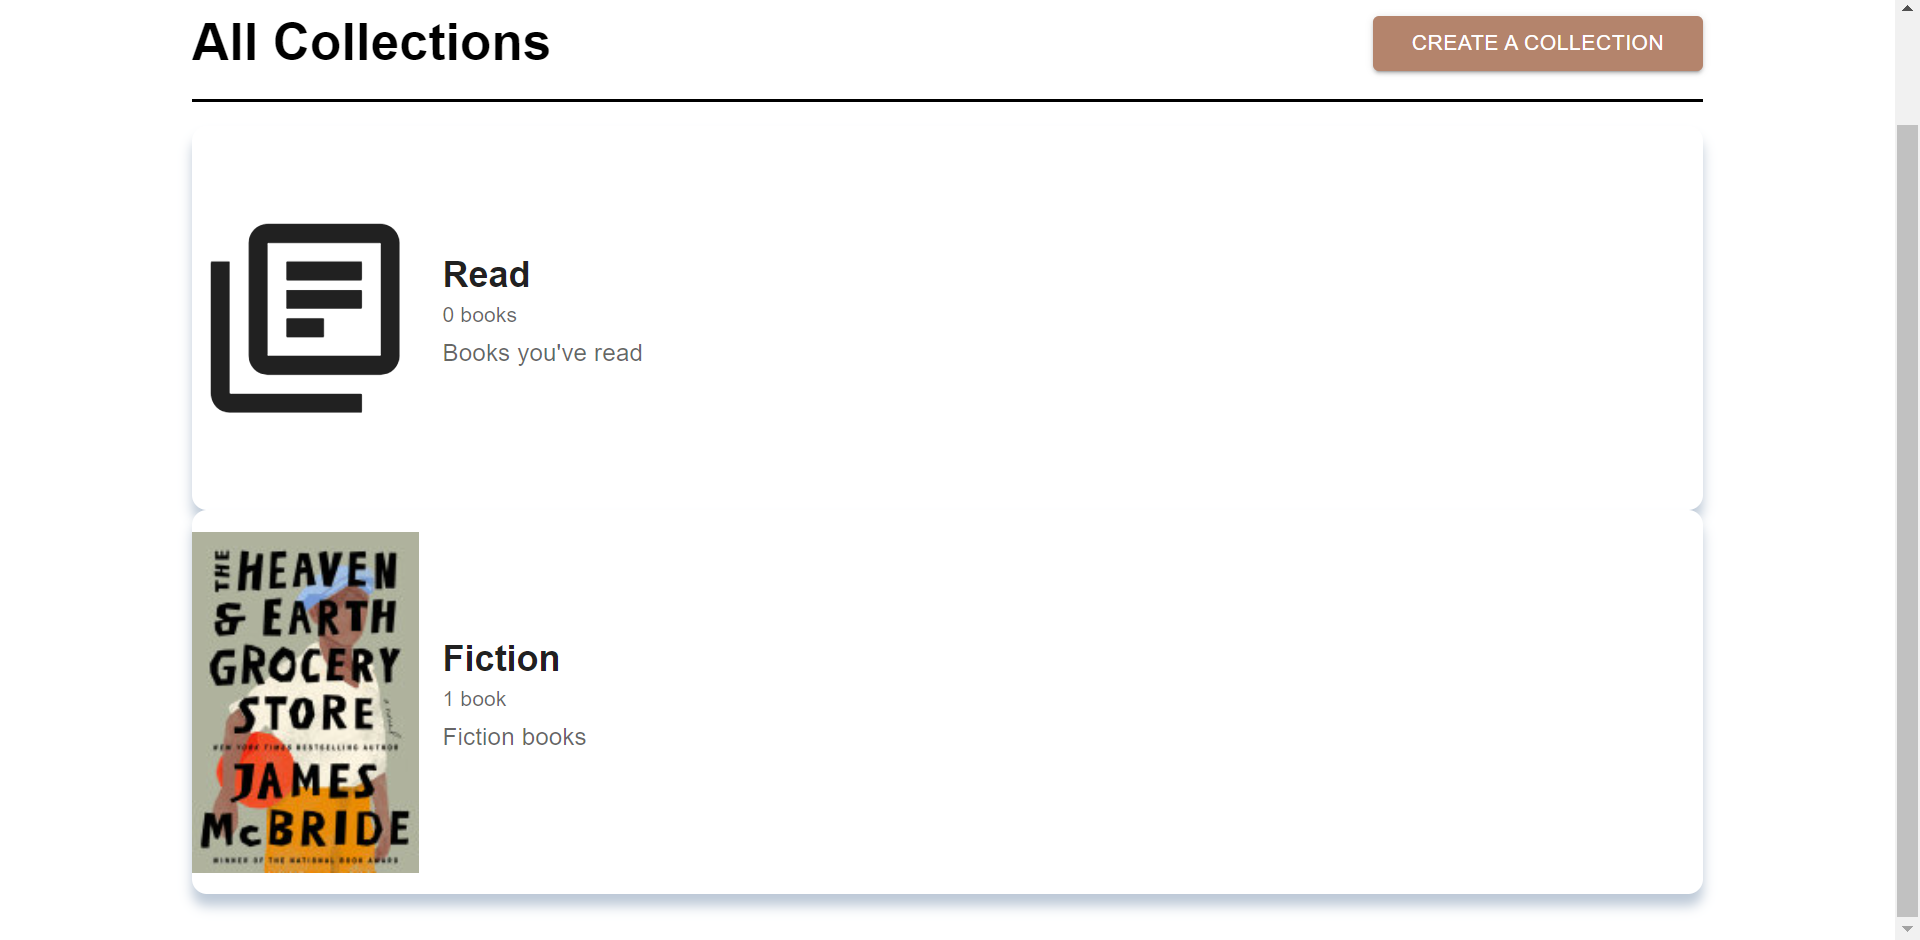 All Collections
CREATE A COLLECTION
Read
0 books
Books you've read
THE HEAVEN
& EARTH
GROCERY
STORE
a novel
NEW YORK TIMES BESTSELLING AUTHOR
JAMES
McBRIDE
WINNER OF THE NATIONAL BOOK AWARD
Fiction
1 book
Fiction books